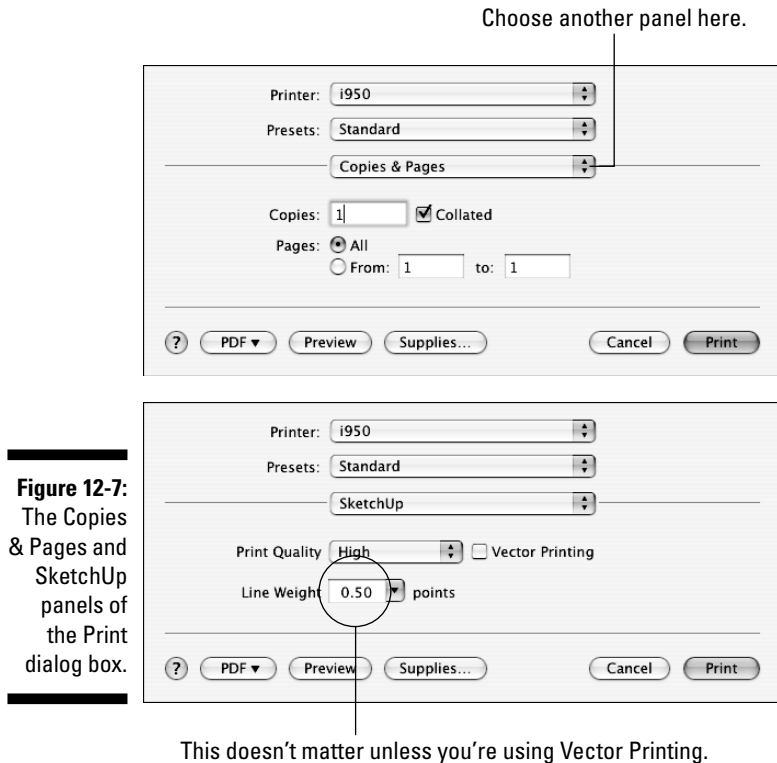 Choose another panel here.
Printer: i950
Presets: Standard
Copies & Pages
Copies: 1 Collated
Pages: All
From: 1 to: 1
? PDF Preview Supplies... Cancel Print
Printer: i950
Presets: Standard
SketchUp
Print Quality High Vector Printing
Line Weight 0.50 points
? PDF Preview Supplies... Cancel Print
Figure 12-7:
The Copies
& Pages and
SketchUp
panels of
the Print
dialog box.
This doesn't matter unless you're using Vector Printing.